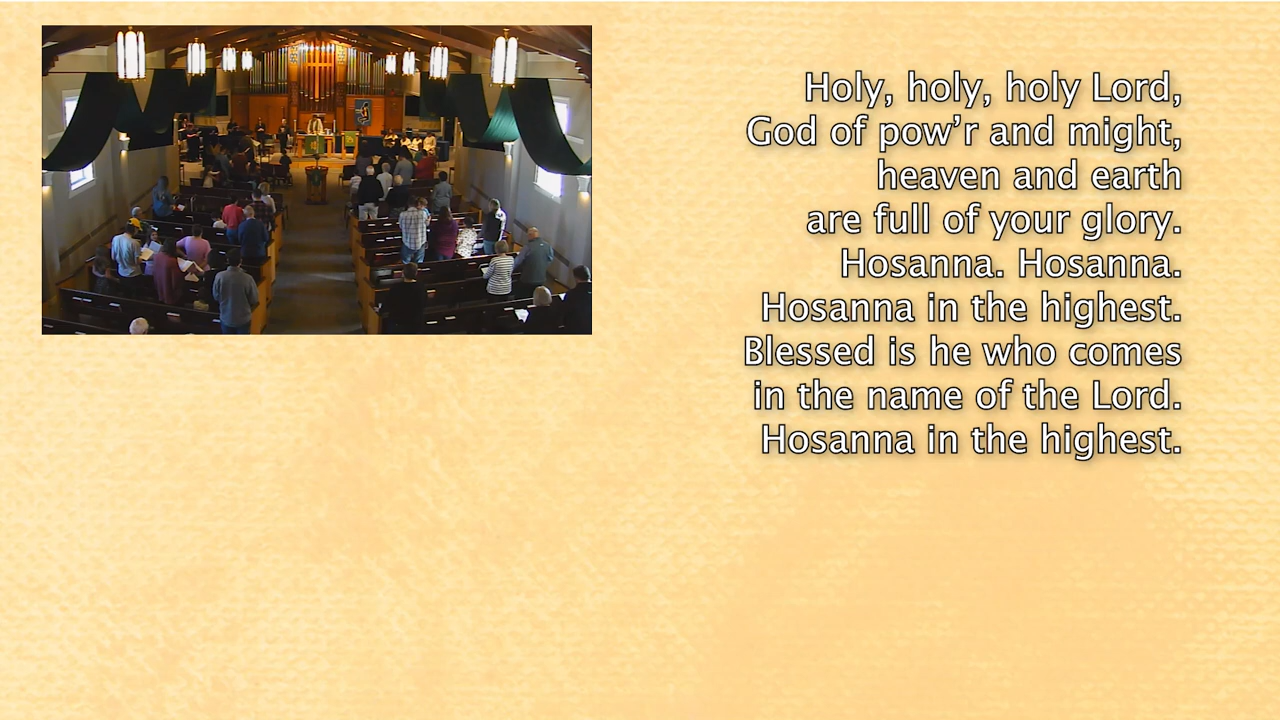 Holy, holy, holy Lord,
God of pow’r and might,
heaven and earth
are full of your glory.
Hosanna. Hosanna.
Hosanna in the highest.
Blessed is he who comes
in the name of the Lord.
Hosanna in the highest.